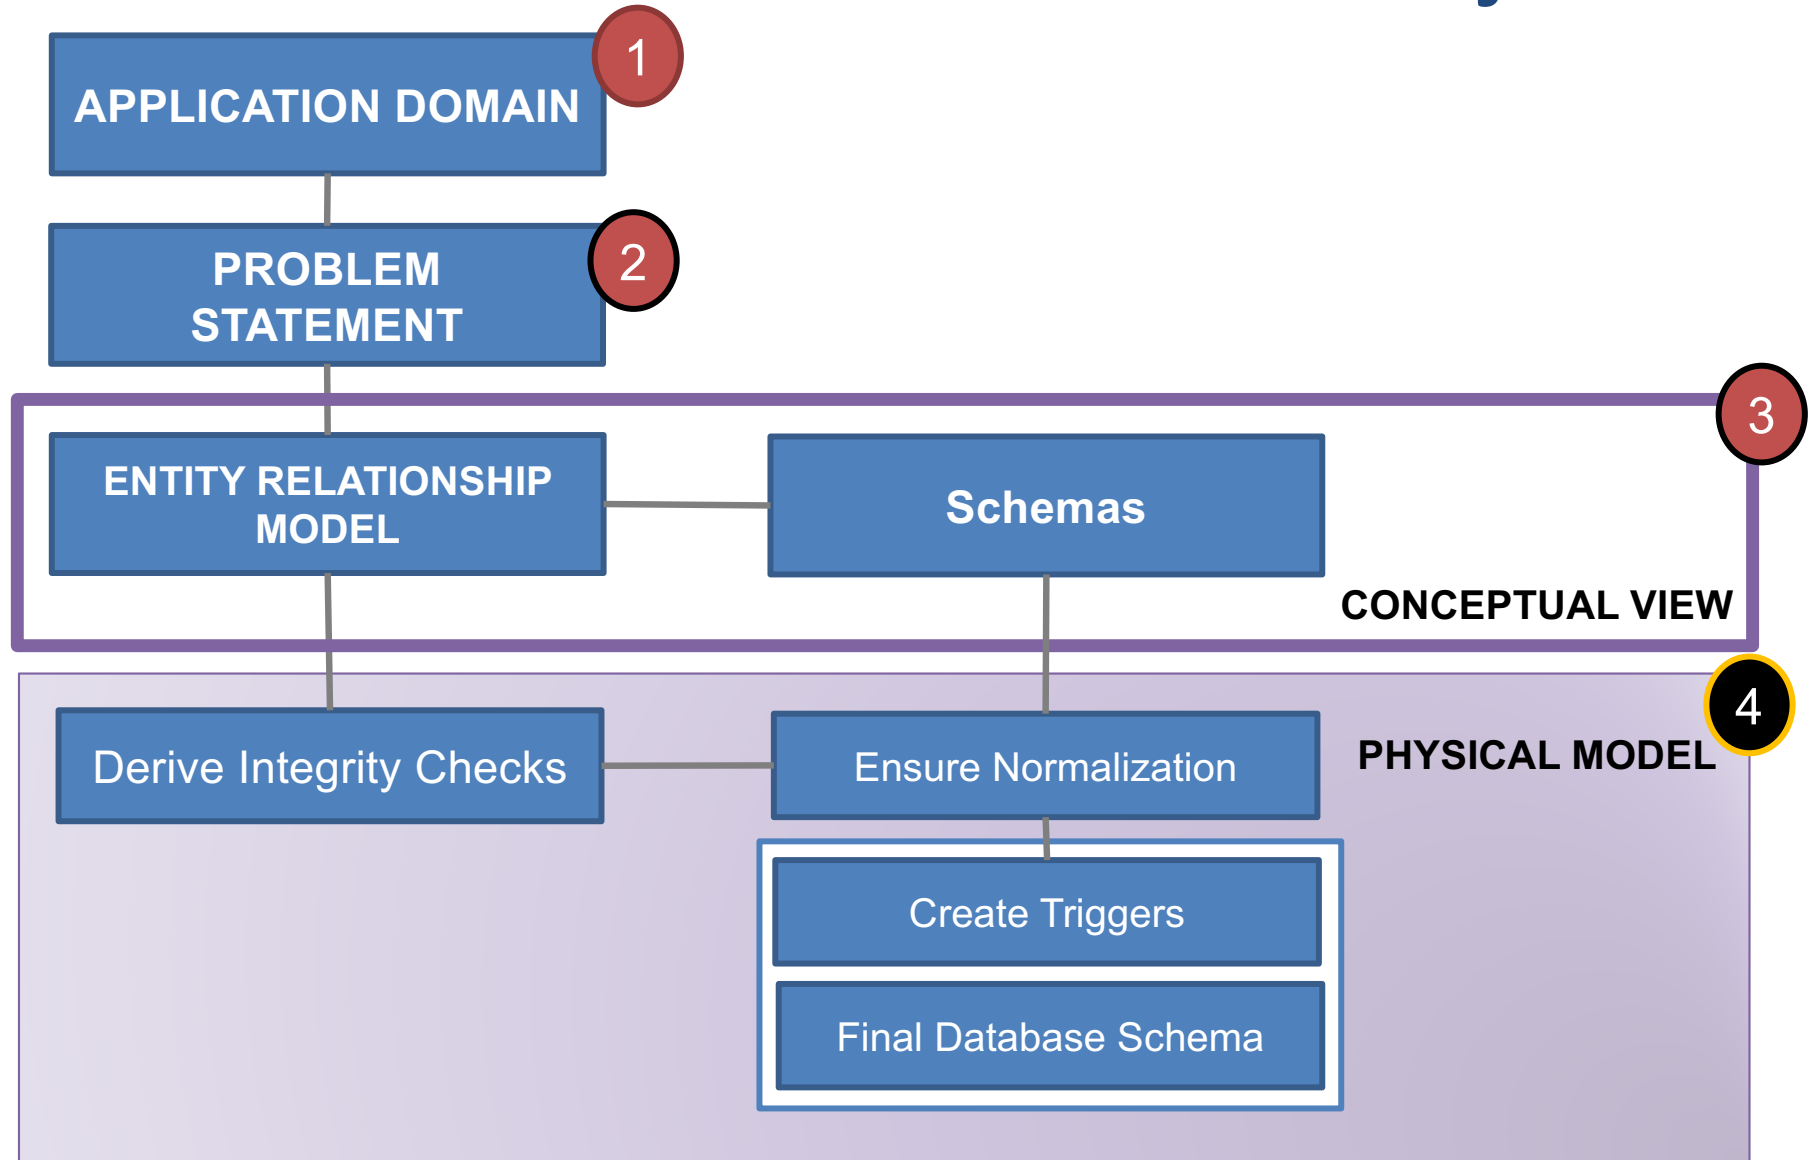 APPLICATION DOMAIN
1
PROBLEM
STATEMENT
2
3
ENTITY RELATIONSHIP
MODEL
Schemas
CONCEPTUAL VIEW
4
Derive Integrity Checks
Ensure Normalization
PHYSICAL MODEL
Create Triggers
Final Database Schema